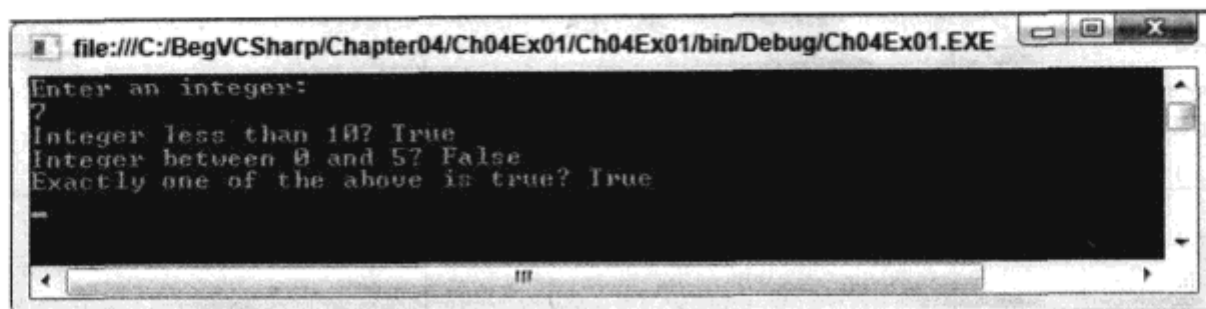 file:///C:/BegVCSharp/Chapter04/Ch04Ex01/Ch04Ex01/bin/Debug/Ch04Ex01.EXE
Enter an integer:
7
Integer less than 10? True
Integer between 0 and 5? False
Exactly one of the above is true? True